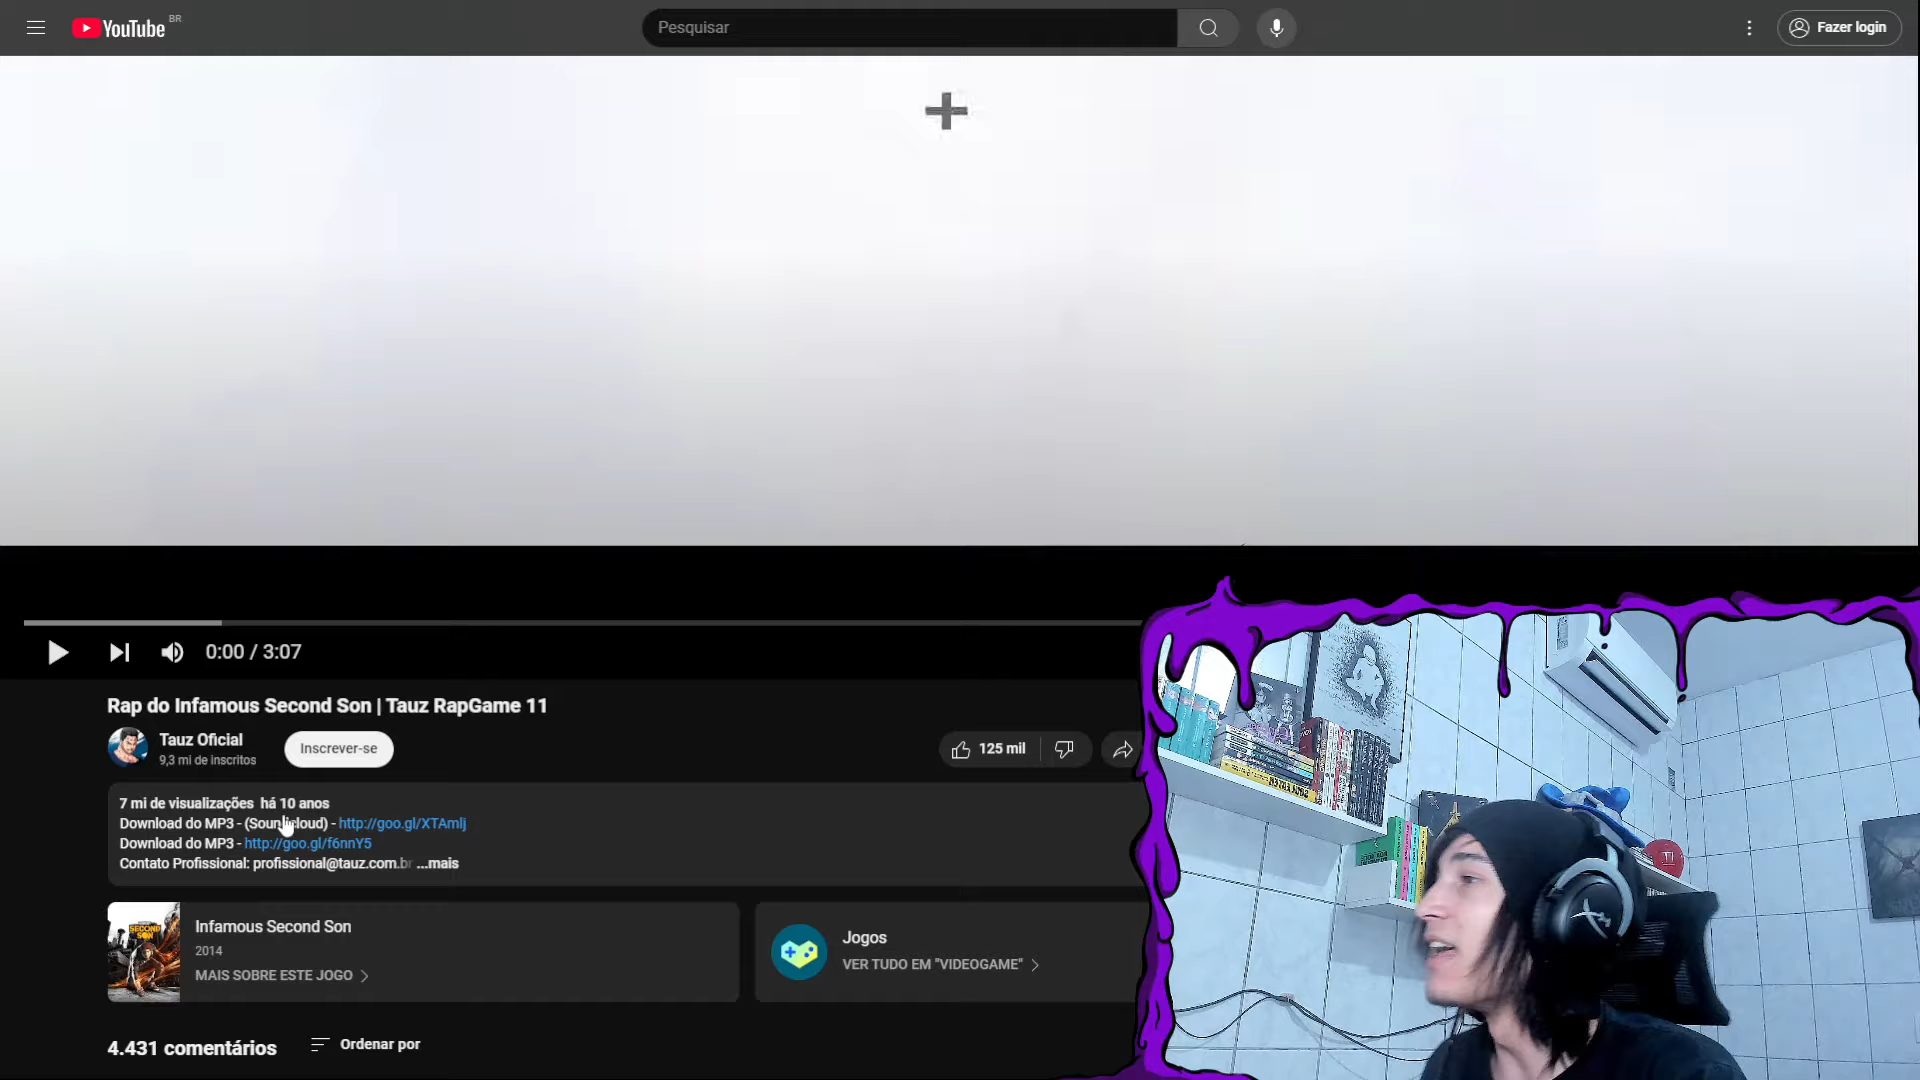 YouTube BR
Pesquisar
Fazer login
0:00 / 3:07
Rap do Infamous Second Son | Tauz RapGame 11
Tauz Oficial
9,3 mi de inscritos
Inscrever-se
125 mil
7 mi de visualizações há 10 anos
Download do MP3 - (Soundcloud) - http://goo.gl/XTAmlj
Download do MP3 - http://goo.gl/f6nnY5
Contato Profissional: profissional@tauz.com.br ...mais
SECOND SON
Infamous Second Son
2014
MAIS SOBRE ESTE JOGO
Jogos
VER TUDO EM "VIDEOGAME"
4.431 comentários
Ordenar por